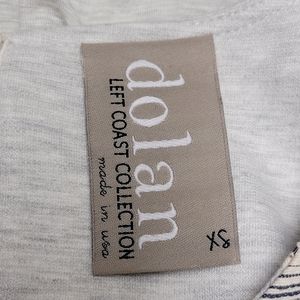 dolan
LEFT COAST COLLECTION
made in usa
XS